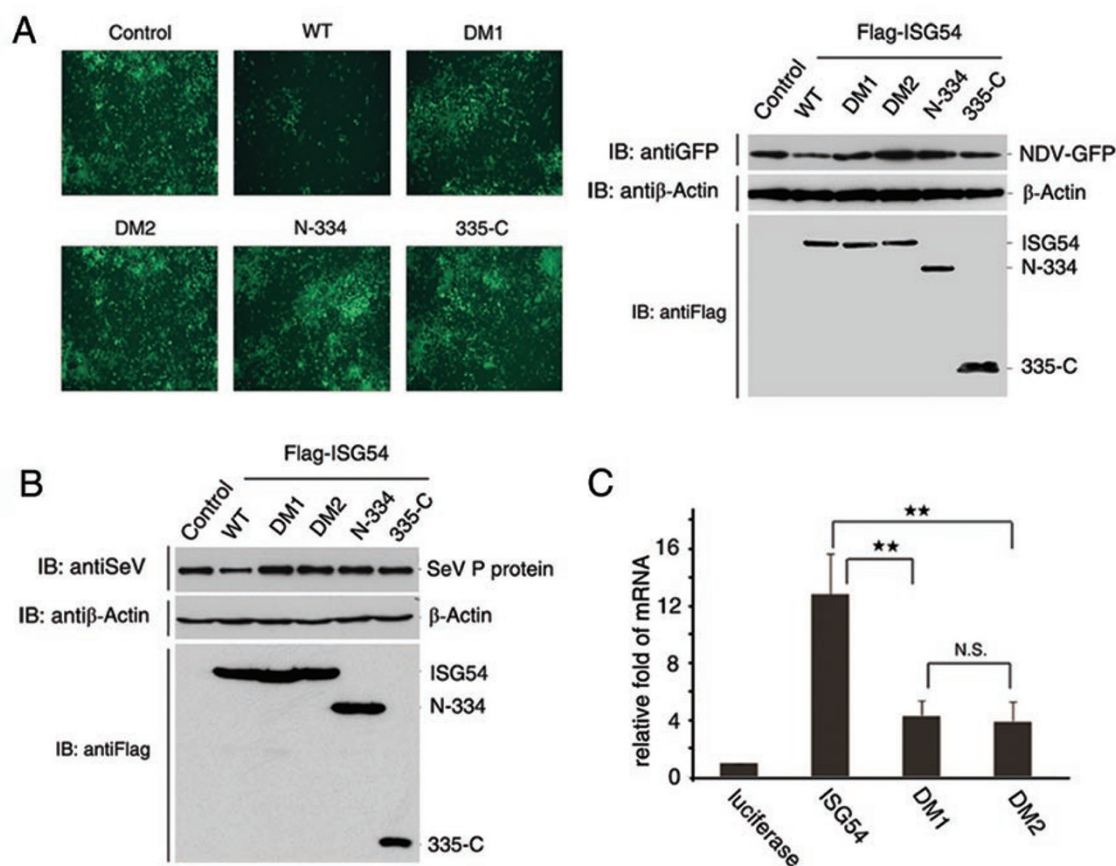 A
Control
WT
DM1
DM2
N-334
335-C
Flag-ISG54
Control
WT
DM1
DM2
N-334
335-C
IB: antiGFP
NDV-GFP
IB: antiβ-Actin
β-Actin
IB: antiFlag
ISG54
N-334
335-C
B
Flag-ISG54
Control
WT
DM1
DM2
N-334
335-C
IB: antiSeV
SeV P protein
IB: antiβ-Actin
β-Actin
IB: antiFlag
ISG54
N-334
335-C
C
relative fold of mRNA
16
12
8
4
0
★★
★★
N.S.
luciferase
ISG54
DM1
DM2